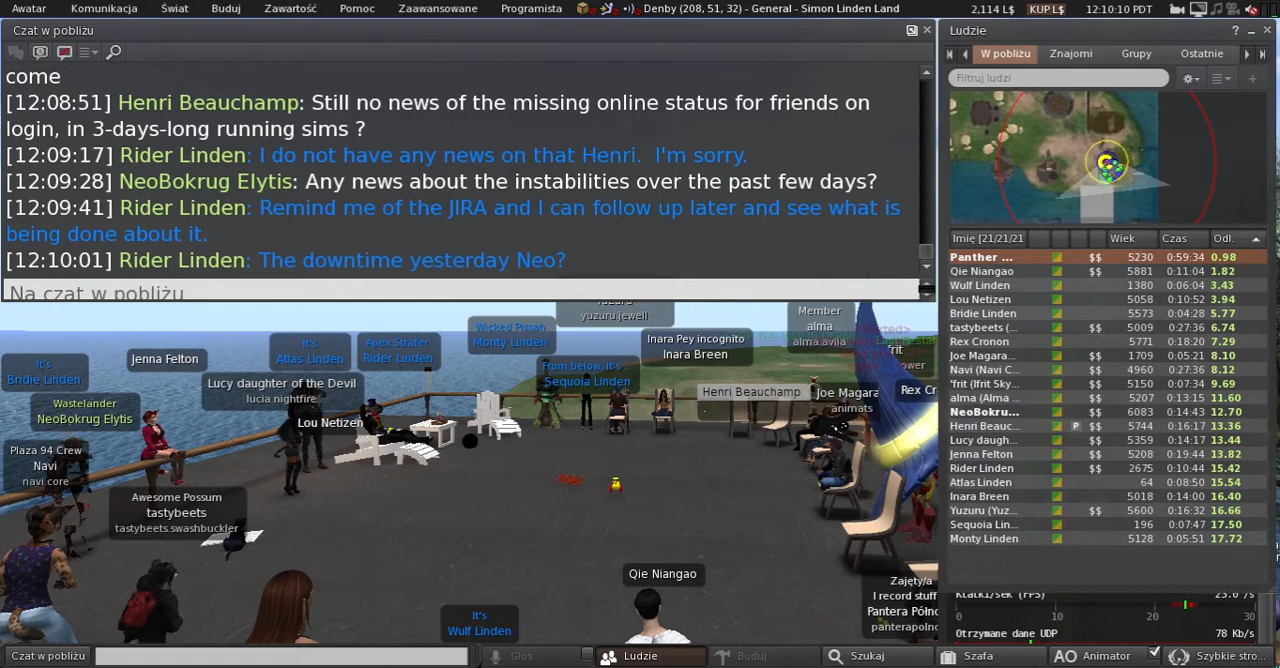 Awatar Komunikacja Świat Buduj Zawartość Pomoc Zaawansowane Programista Denby (208, 51, 32) - General - Simon Linden Land 2,114 L$ KUP L$ 12:10:10 PDT
Czat w pobliżu
come
[12:08:51] Henri Beauchamp: Still no news of the missing online status for friends on
login, in 3-days-long running sims ?
[12:09:17] Rider Linden: I do not have any news on that Henri.  I'm sorry.
[12:09:28] NeoBokrug Elytis: Any news about the instabilities over the past few days?
[12:09:41] Rider Linden: Remind me of the JIRA and I can follow up later and see what is
being done about it.
[12:10:01] Rider Linden: The downtime yesterday Neo?
Na czat w pobliżu
Ludzie
W pobliżu Znajomi Grupy Ostatnie
Filtruj ludzi
Imię [21/21/21 Wiek Czas Odl.
Panther ... $$ 5230 0:59:34 0.98
Qie Niangao $$ 5881 0:11:04 1.82
Wulf Linden 1380 0:06:04 3.43
Lou Netizen 5058 0:10:52 3.94
Bridie Linden 5573 0:04:28 5.77
tastybeets (... $$ 5009 0:27:36 6.74
Rex Cronon 5771 0:18:20 7.29
Joe Magara... $$ 1709 0:05:21 8.10
Navi (Navi C... $$ 4960 0:27:36 8.12
'frit (Ifrit Sky... $$ 5150 0:07:34 9.69
alma (Alma ... $$ 5207 0:13:15 11.60
NeoBokru... $$ 6083 0:14:43 12.70
Henri Beauc... P $$ 5744 0:16:17 13.36
Lucy daugh... $$ 5359 0:14:17 13.44
Jenna Felton $$ 5208 0:19:44 13.82
Rider Linden $$ 2675 0:10:44 15.42
Atlas Linden 64 0:08:50 15.54
Inara Breen 5018 0:14:00 16.40
Yuzuru (Yuz... $$ 5600 0:16:32 16.66
Sequoia Lin... 196 0:07:47 17.50
Monty Linden 5128 0:05:51 17.72
Klatki/sek (FPS) 23.0 /s
0 10 20 30
Otrzymane dane UDP 78 Kb/s
yuzuru.jewell
Member
alma
alma.avila
Wicked Pissah
Monty Linden
Inara Pey incognito
Inara Breen
'frit
It's
Atlas Linden
Apex Strafer
Rider Linden
Jenna Felton
It's
Bridie Linden
From below, it's...
Sequoia Linden
Lucy daughter of the Devil
lucia.nightfire
Henri Beauchamp
Joe Magara
animats
Rex Cr
Wastelander
NeoBokrug Elytis
Lou Netizen
Plaza 94 Crew
Navi
navi.core
Awesome Possum
tastybeets
tastybeets.swashbuckler
Qie Niangao
It's
Wulf Linden
Zajęty/a
I record stuff
Pantera Półno
panterapolno
Czat w pobliżu Głos Ludzie Buduj Szukaj Szafa AO Animator Szybkie stro...